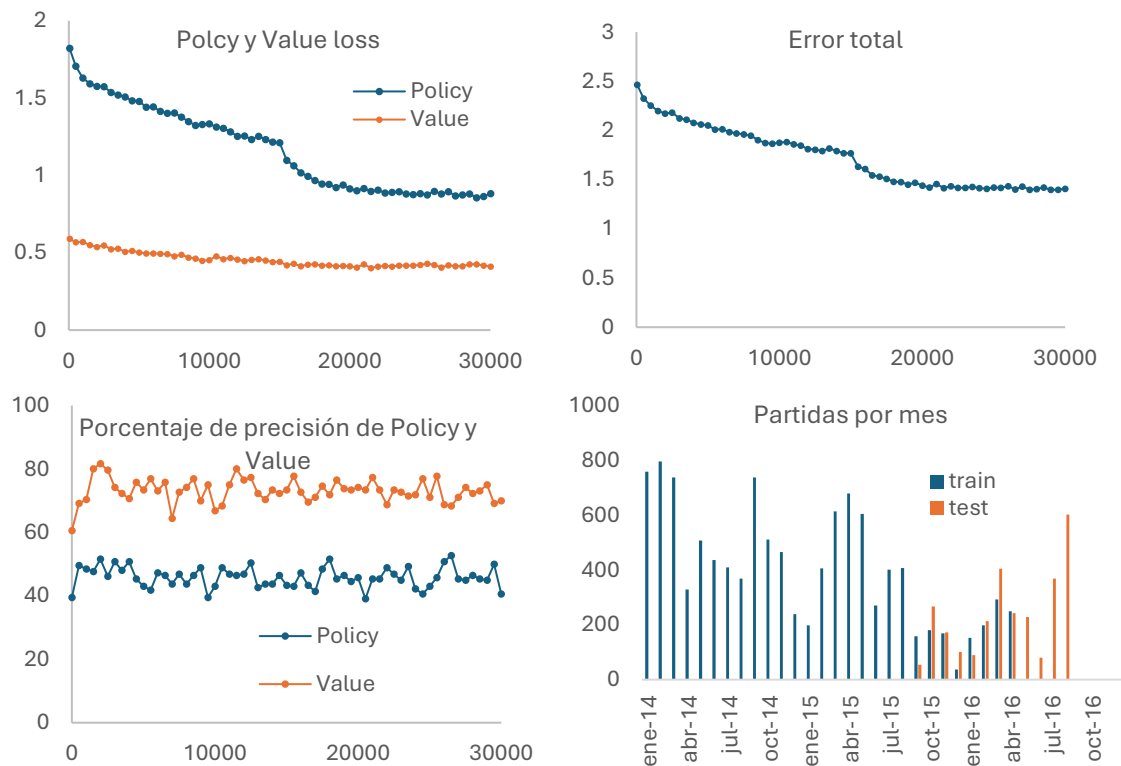 Polcy y Value loss
2
1.5
1
0.5
0
Policy
Value
0
10000
20000
30000
Error total
3
2.5
2
1.5
1
0.5
0
0
10000
20000
30000
Porcentaje de precisión de Policy y
Value
100
80
60
40
20
0
Policy
Value
0
10000
20000
30000
Partidas por mes
1000
800
600
400
200
0
train
test
ene-14
abr-14
jul-14
oct-14
ene-15
abr-15
jul-15
oct-15
ene-16
abr-16
jul-16
oct-16